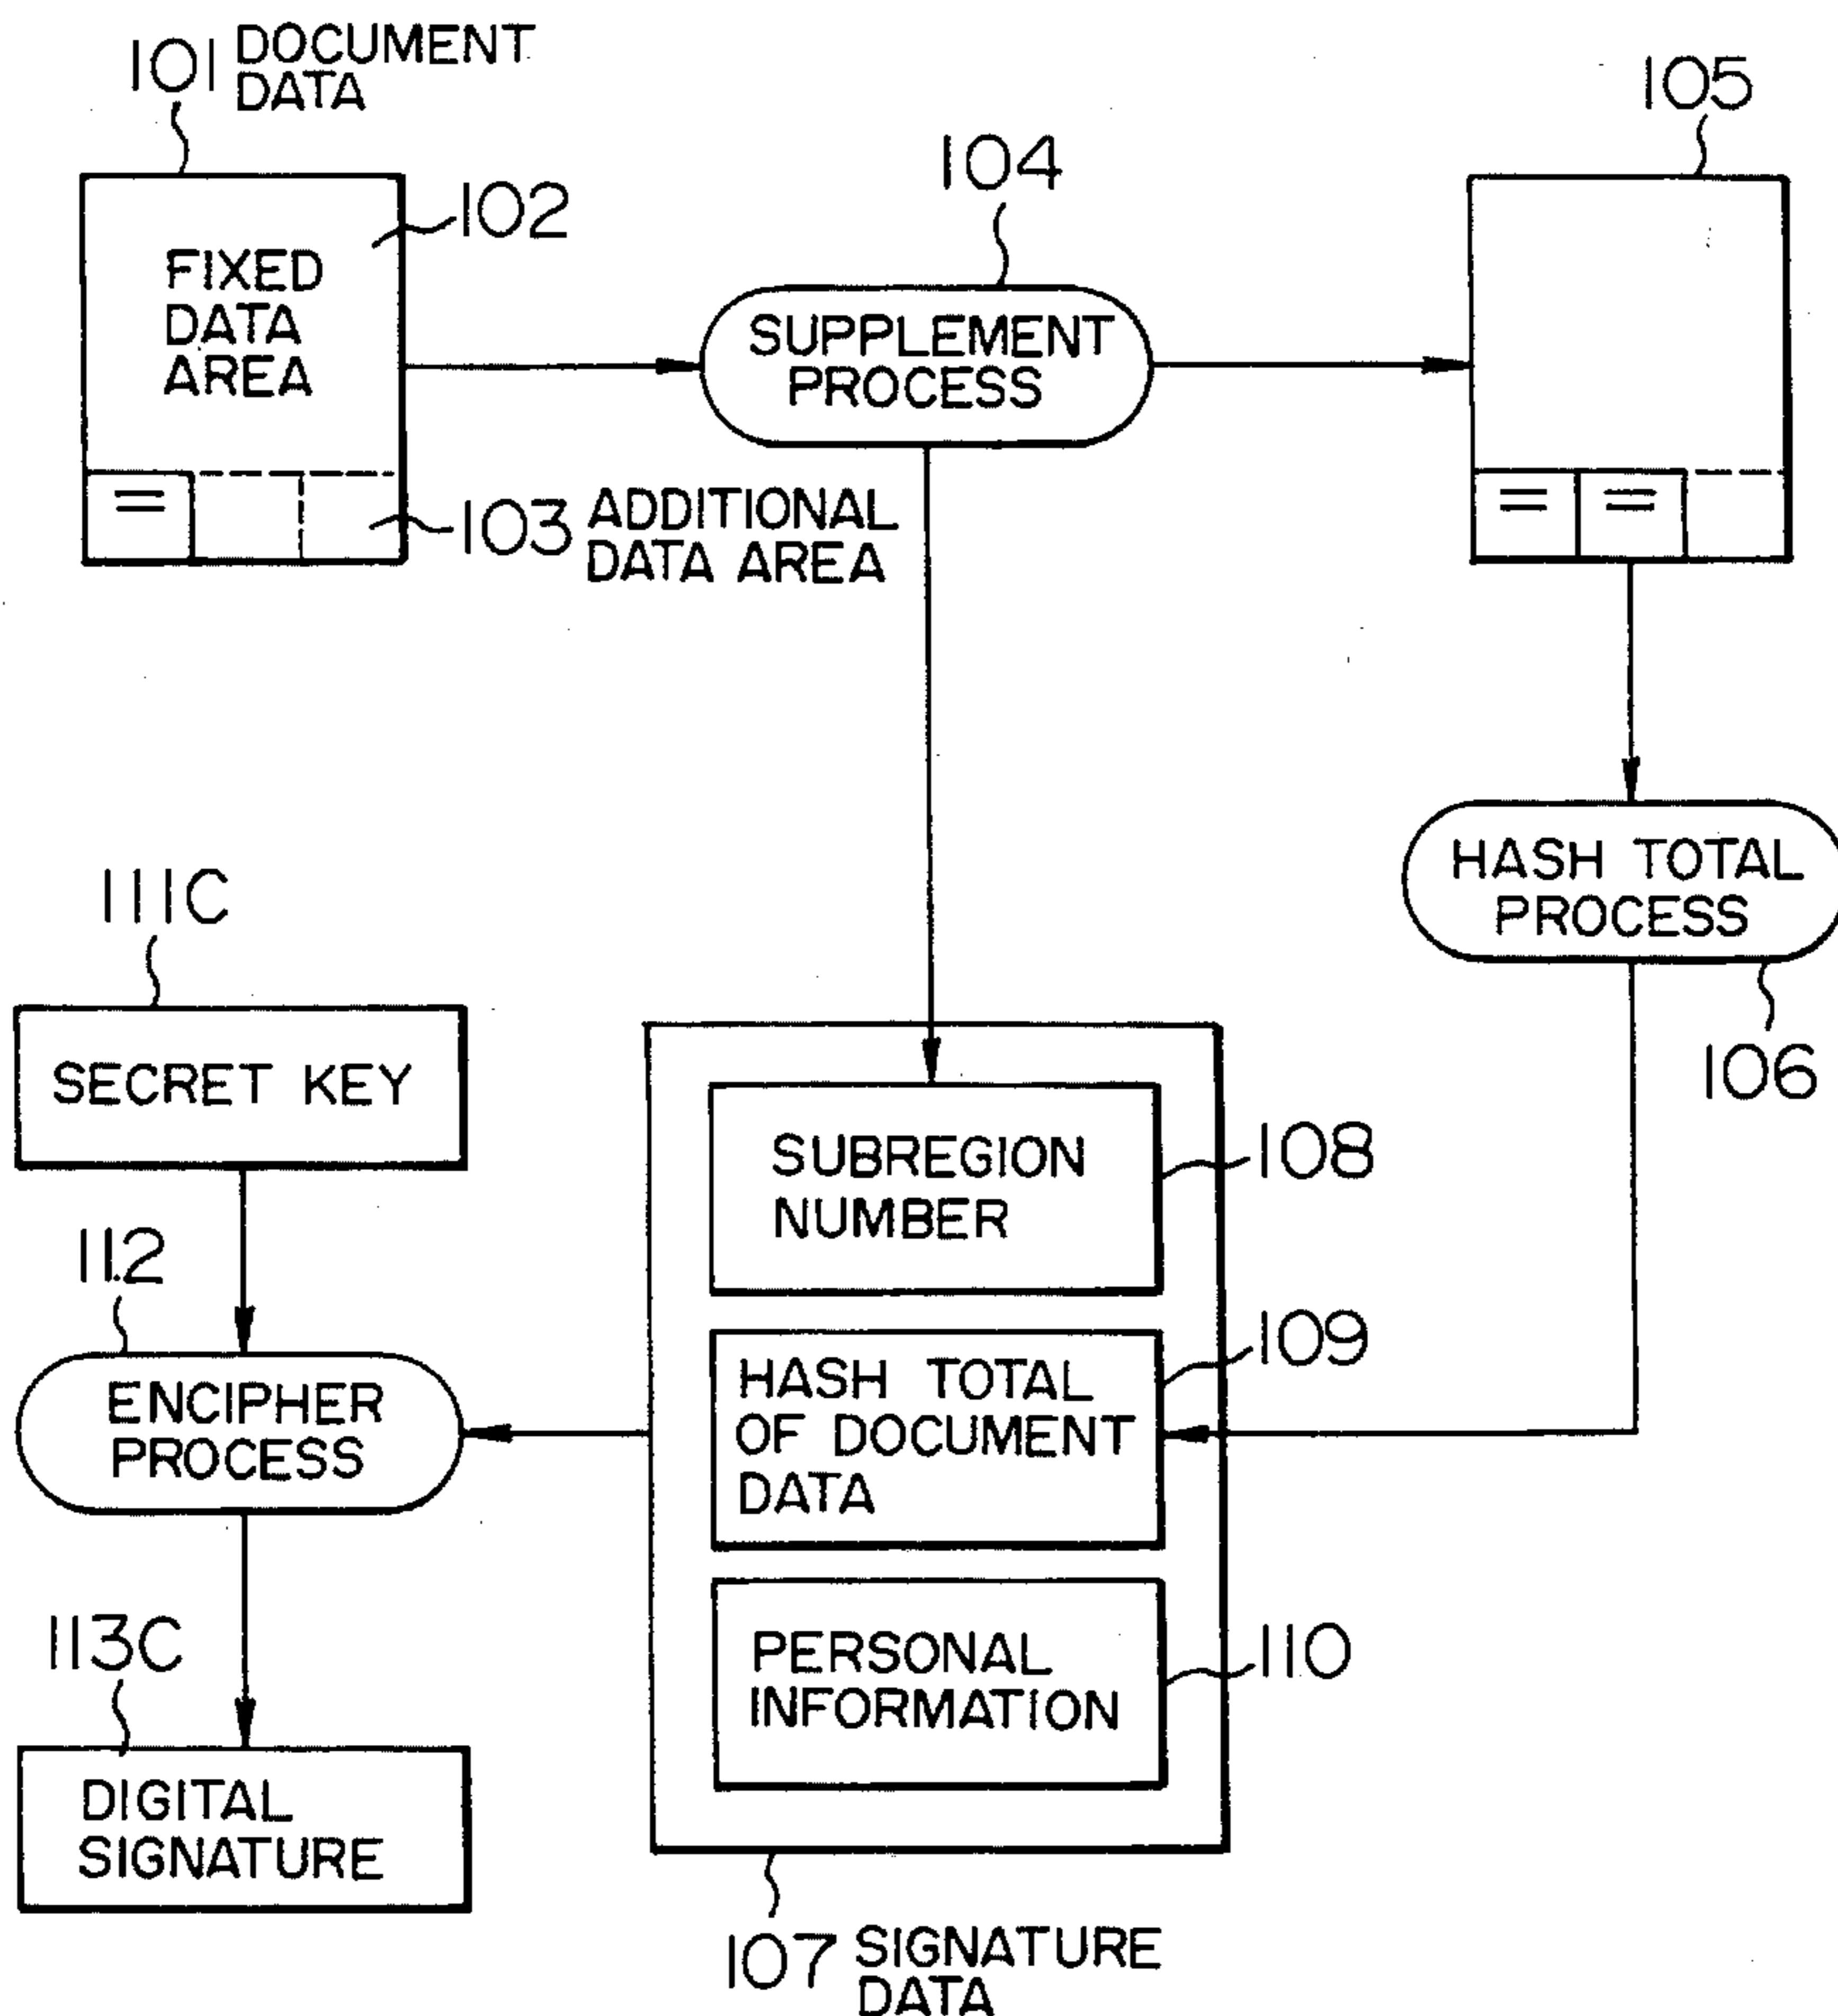 101 DOCUMENT
DATA
105
104
102
FIXED
DATA
AREA
SUPPLEMENT
PROCESS
103 ADDITIONAL
DATA AREA
HASH TOTAL
PROCESS
106
111C
SECRET KEY
SUBREGION
NUMBER
108
112
ENCIPHER
PROCESS
HASH TOTAL
OF DOCUMENT
DATA
109
113C
PERSONAL
INFORMATION
110
DIGITAL
SIGNATURE
107 SIGNATURE
DATA